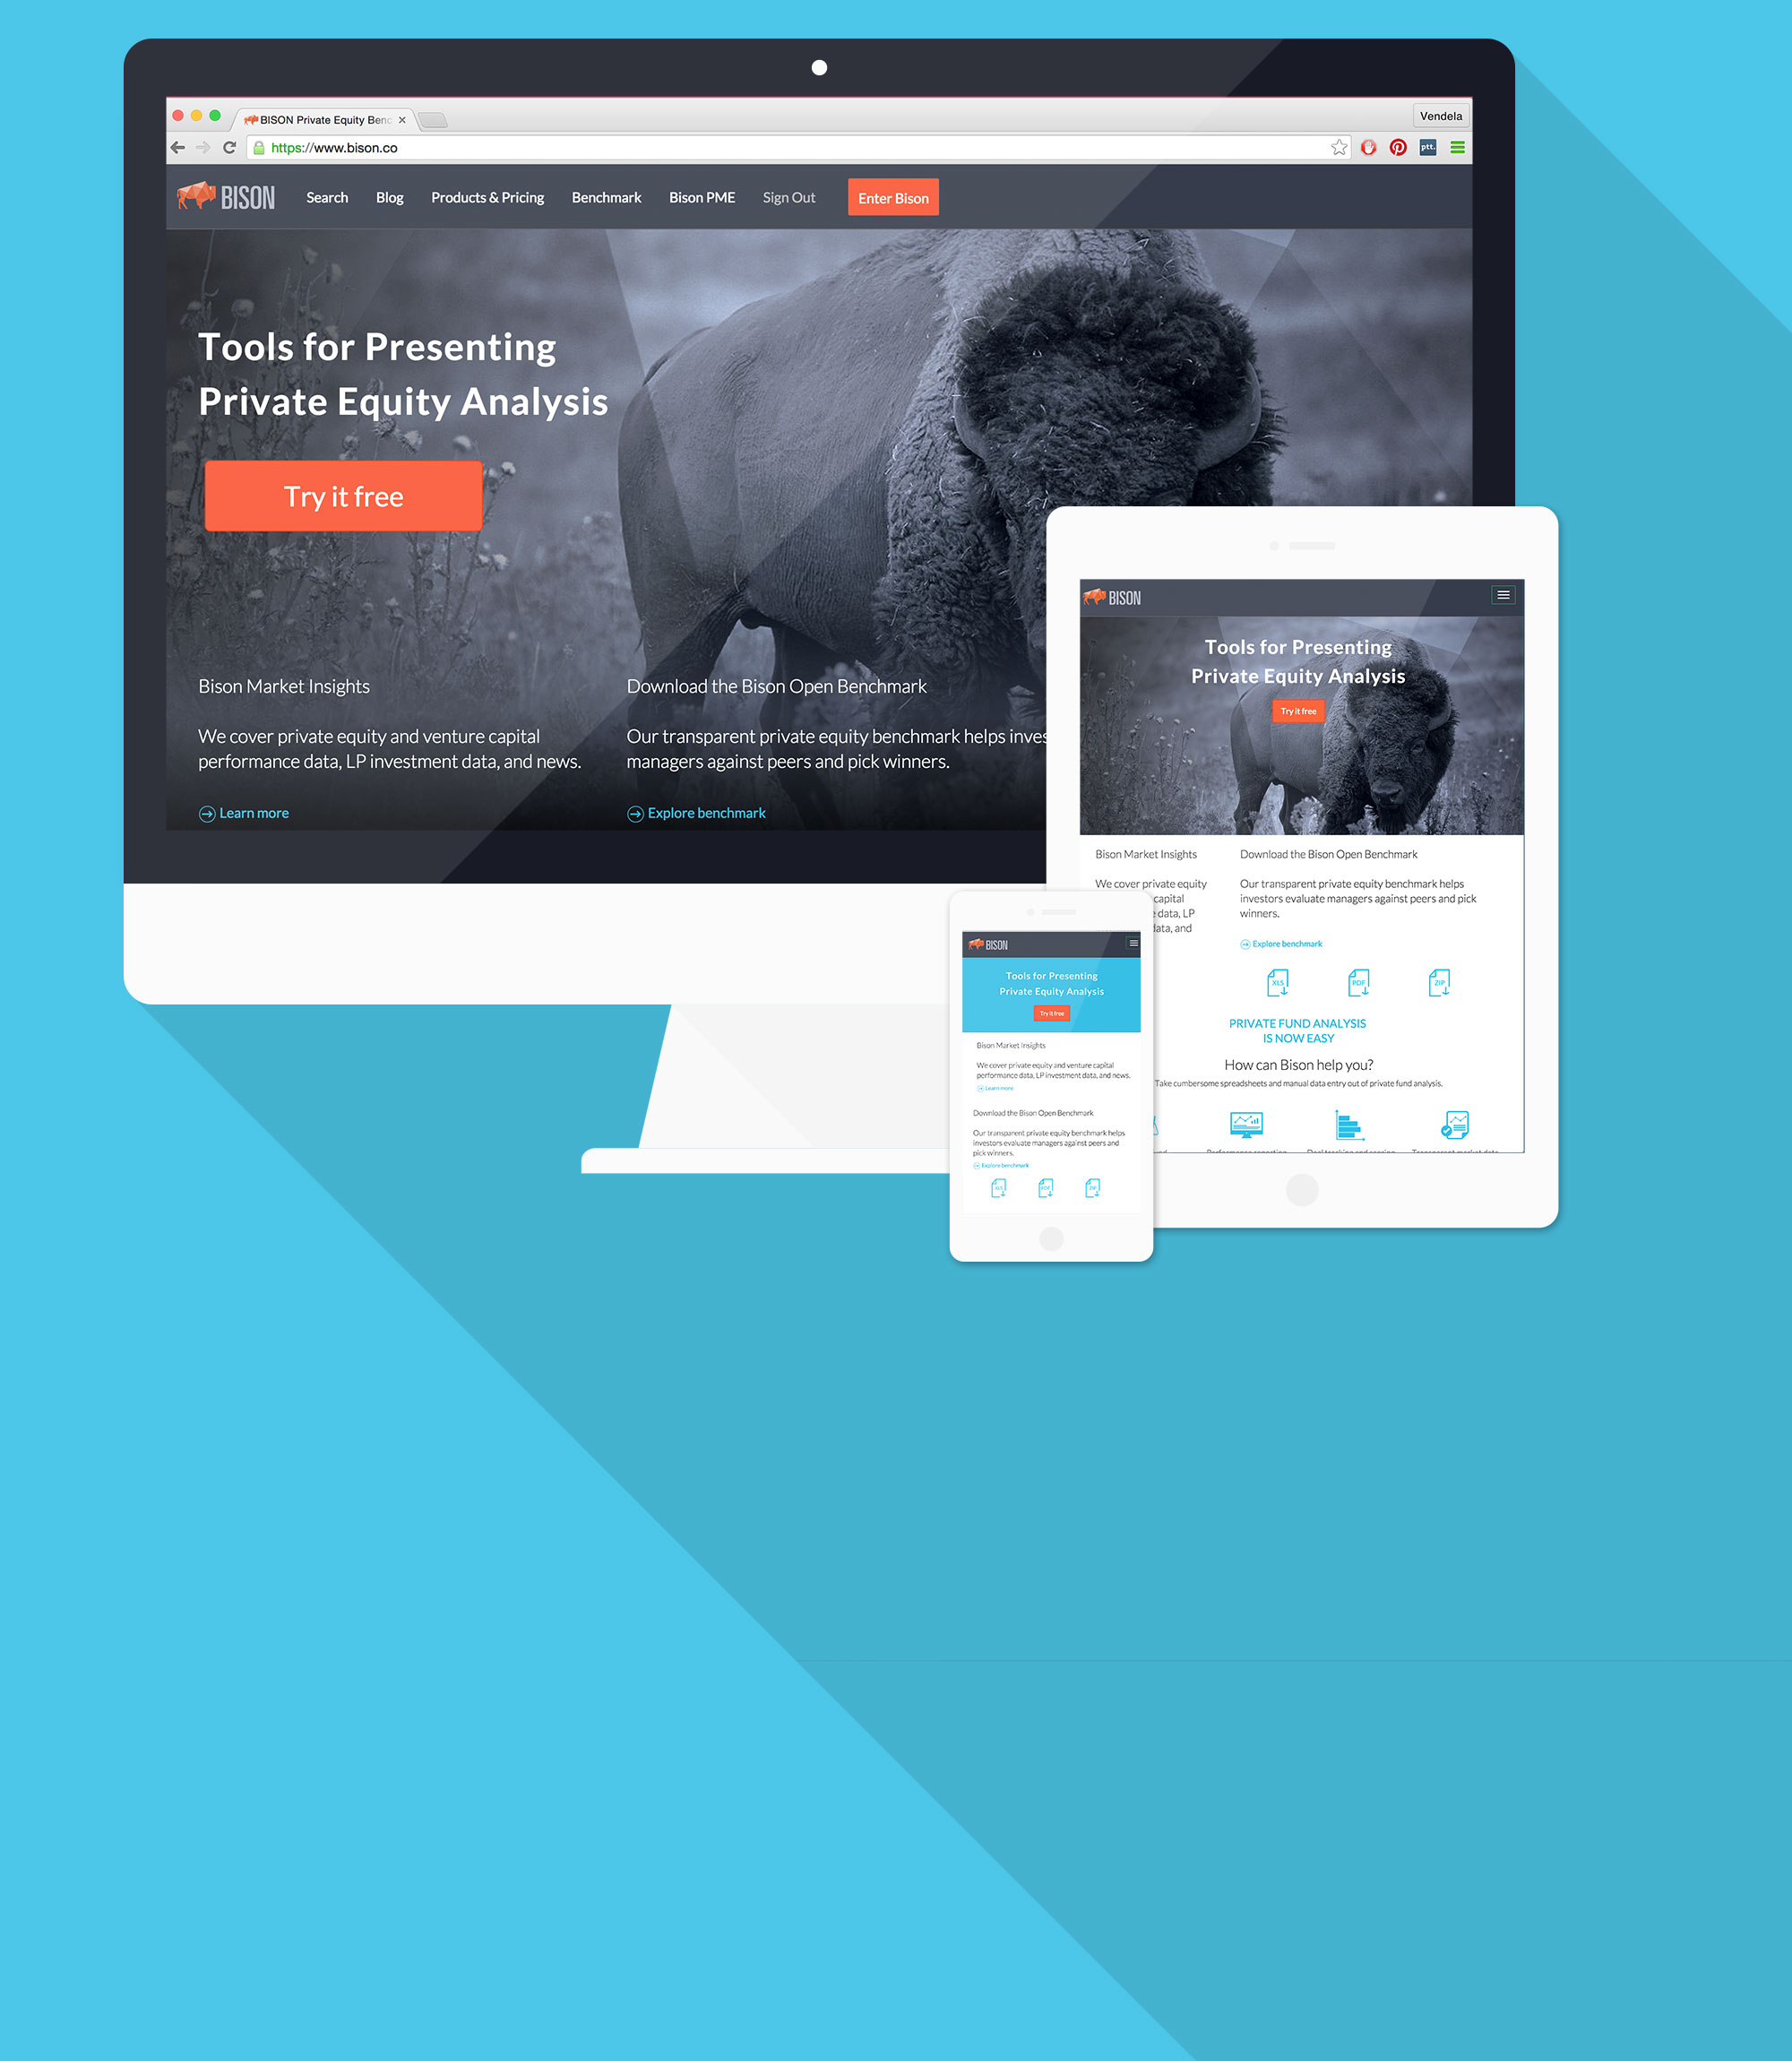 BISON Private Equity Benc
Vendela
https://www.bison.co
ptt.
BISON
Search
Blog
Products & Pricing
Benchmark
Bison PME
Sign Out
Enter Bison
Tools for Presenting
Private Equity Analysis
Try it free
Bison Market Insights
We cover private equity and venture capital
performance data, LP investment data, and news.
Learn more
Download the Bison Open Benchmark
Our transparent private equity benchmark helps inves
managers against peers and pick winners.
Explore benchmark
BISON
Tools for Presenting
Private Equity Analysis
Try it free
Bison Market Insights
We cover private equity
capital
data, LP
data, and
Download the Bison Open Benchmark
Our transparent private equity benchmark helps
investors evaluate managers against peers and pick
winners.
Explore benchmark
XLS
PDF
ZIP
PRIVATE FUND ANALYSIS
IS NOW EASY
How can Bison help you?
Take cumbersome spreadsheets and manual data entry out of private fund analysis.
BISON
Tools for Presenting
Private Equity Analysis
Try it free
Bison Market Insights
We cover private equity and venture capital
performance data, LP investment data, and news.
Learn more
Download the Bison Open Benchmark
Our transparent private equity benchmark helps
investors evaluate managers against peers and
pick winners.
Explore benchmark
XLS
PDF
ZIP